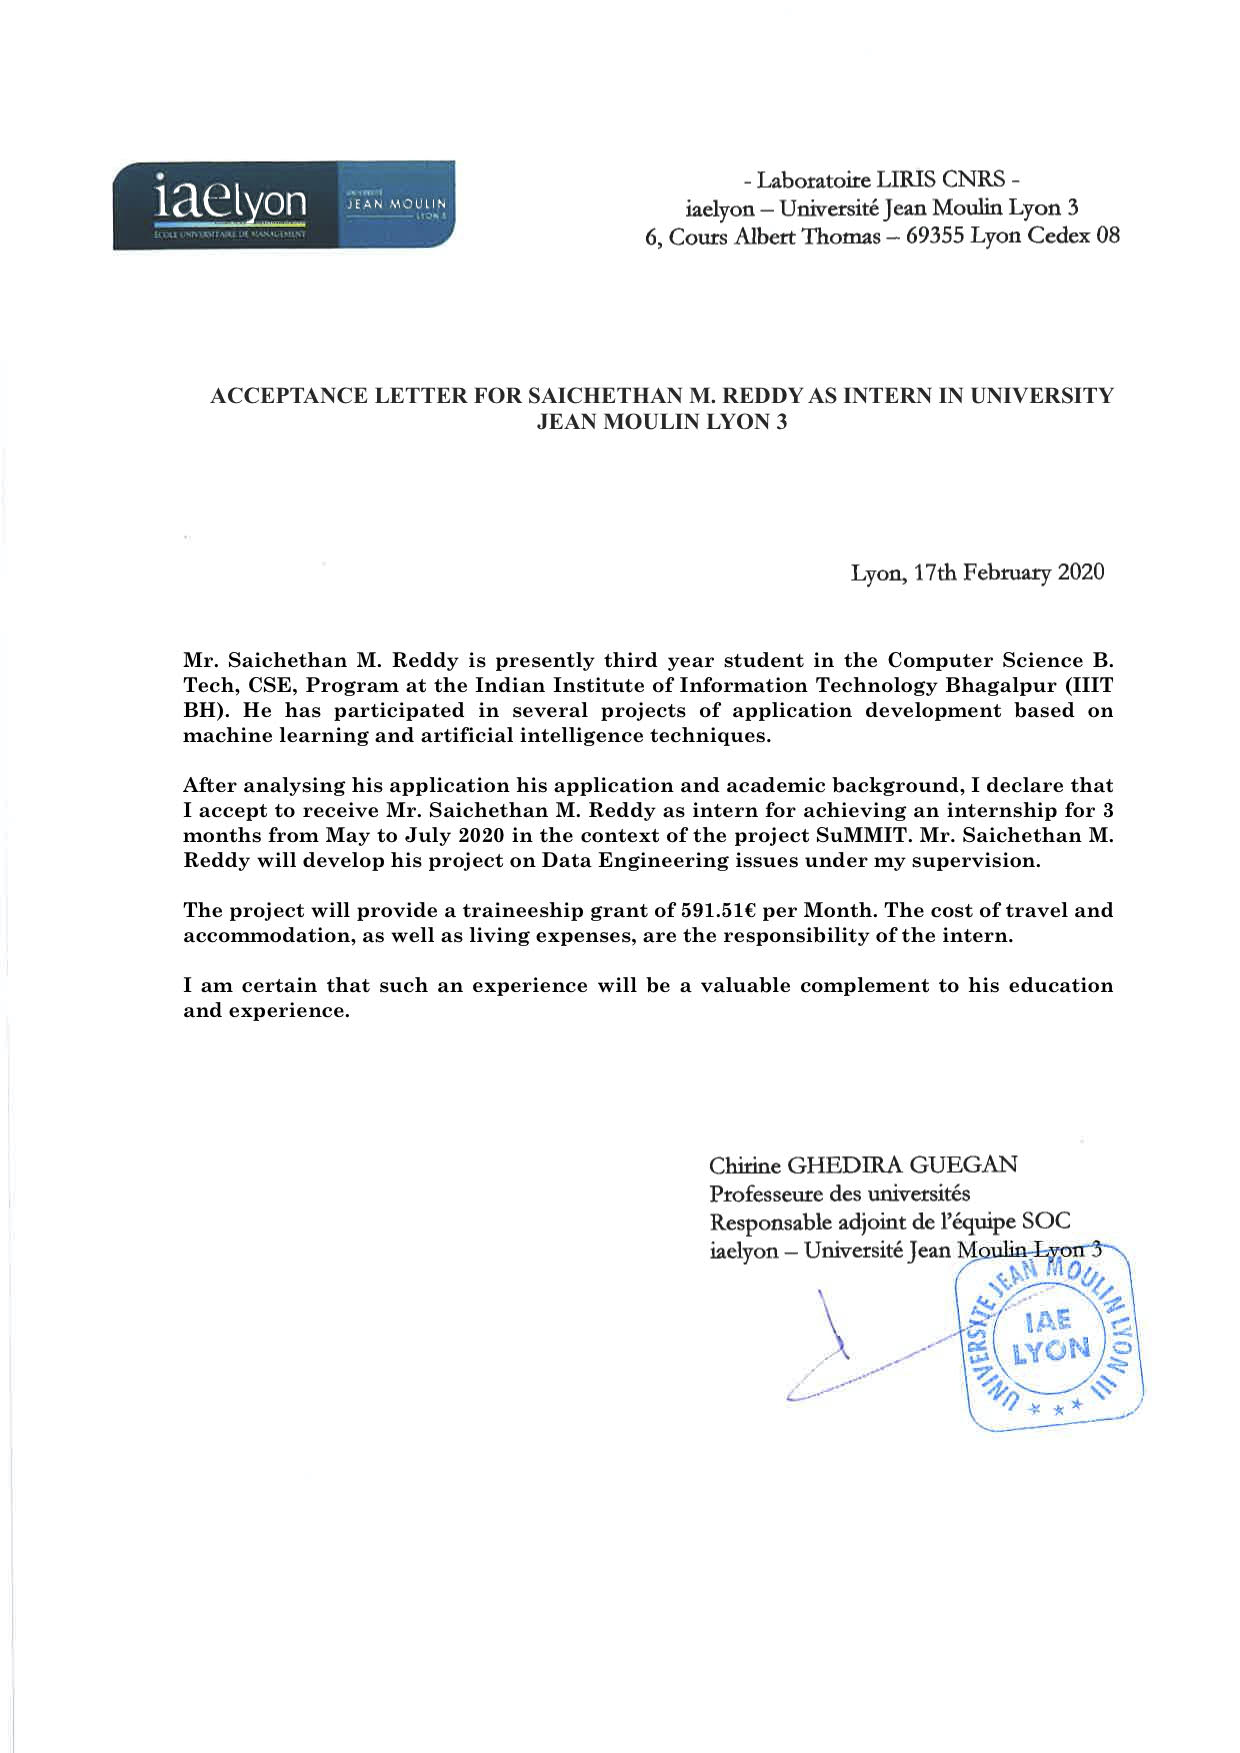 iaelyon
ÉCOLE UNIVERSITAIRE DE MANAGEMENT
UNIVERSITÉ
JEAN MOULIN
LYON 3
- Laboratoire LIRIS CNRS -
iaelyon – Université Jean Moulin Lyon 3
6, Cours Albert Thomas – 69355 Lyon Cedex 08
ACCEPTANCE LETTER FOR SAICHETHAN M. REDDY AS INTERN IN UNIVERSITY
JEAN MOULIN LYON 3
Lyon, 17th February 2020
Mr. Saichethan M. Reddy is presently third year student in the Computer Science B.
Tech, CSE, Program at the Indian Institute of Information Technology Bhagalpur (IIIT
BH). He has participated in several projects of application development based on
machine learning and artificial intelligence techniques.
After analysing his application his application and academic background, I declare that
I accept to receive Mr. Saichethan M. Reddy as intern for achieving an internship for 3
months from May to July 2020 in the context of the project SuMMIT. Mr. Saichethan M.
Reddy will develop his project on Data Engineering issues under my supervision.
The project will provide a traineeship grant of 591.51€ per Month. The cost of travel and
accommodation, as well as living expenses, are the responsibility of the intern.
I am certain that such an experience will be a valuable complement to his education
and experience.
Chirine GHEDIRA GUEGAN
Professeure des universités
Responsable adjoint de l'équipe SOC
iaelyon – Université Jean Moulin Lyon 3
UNIVERSITE JEAN MOULIN LYON III
IAE
LYON
* * *